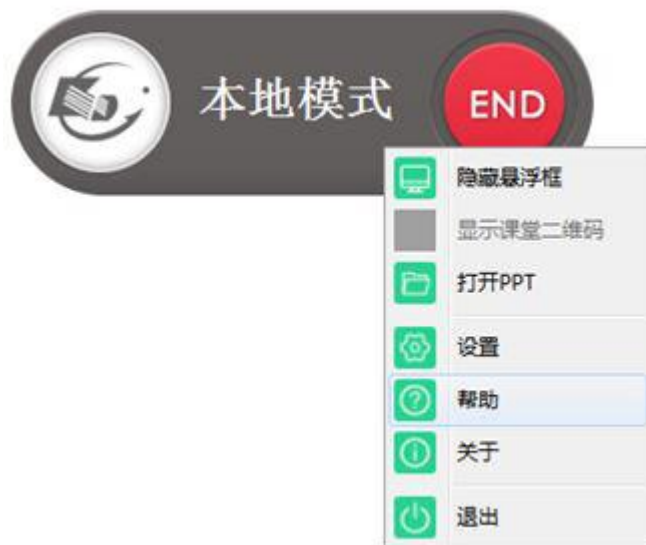 本地模式
END
隐藏悬浮框
显示课堂二维码
打开PPT
设置
帮助
关于
退出